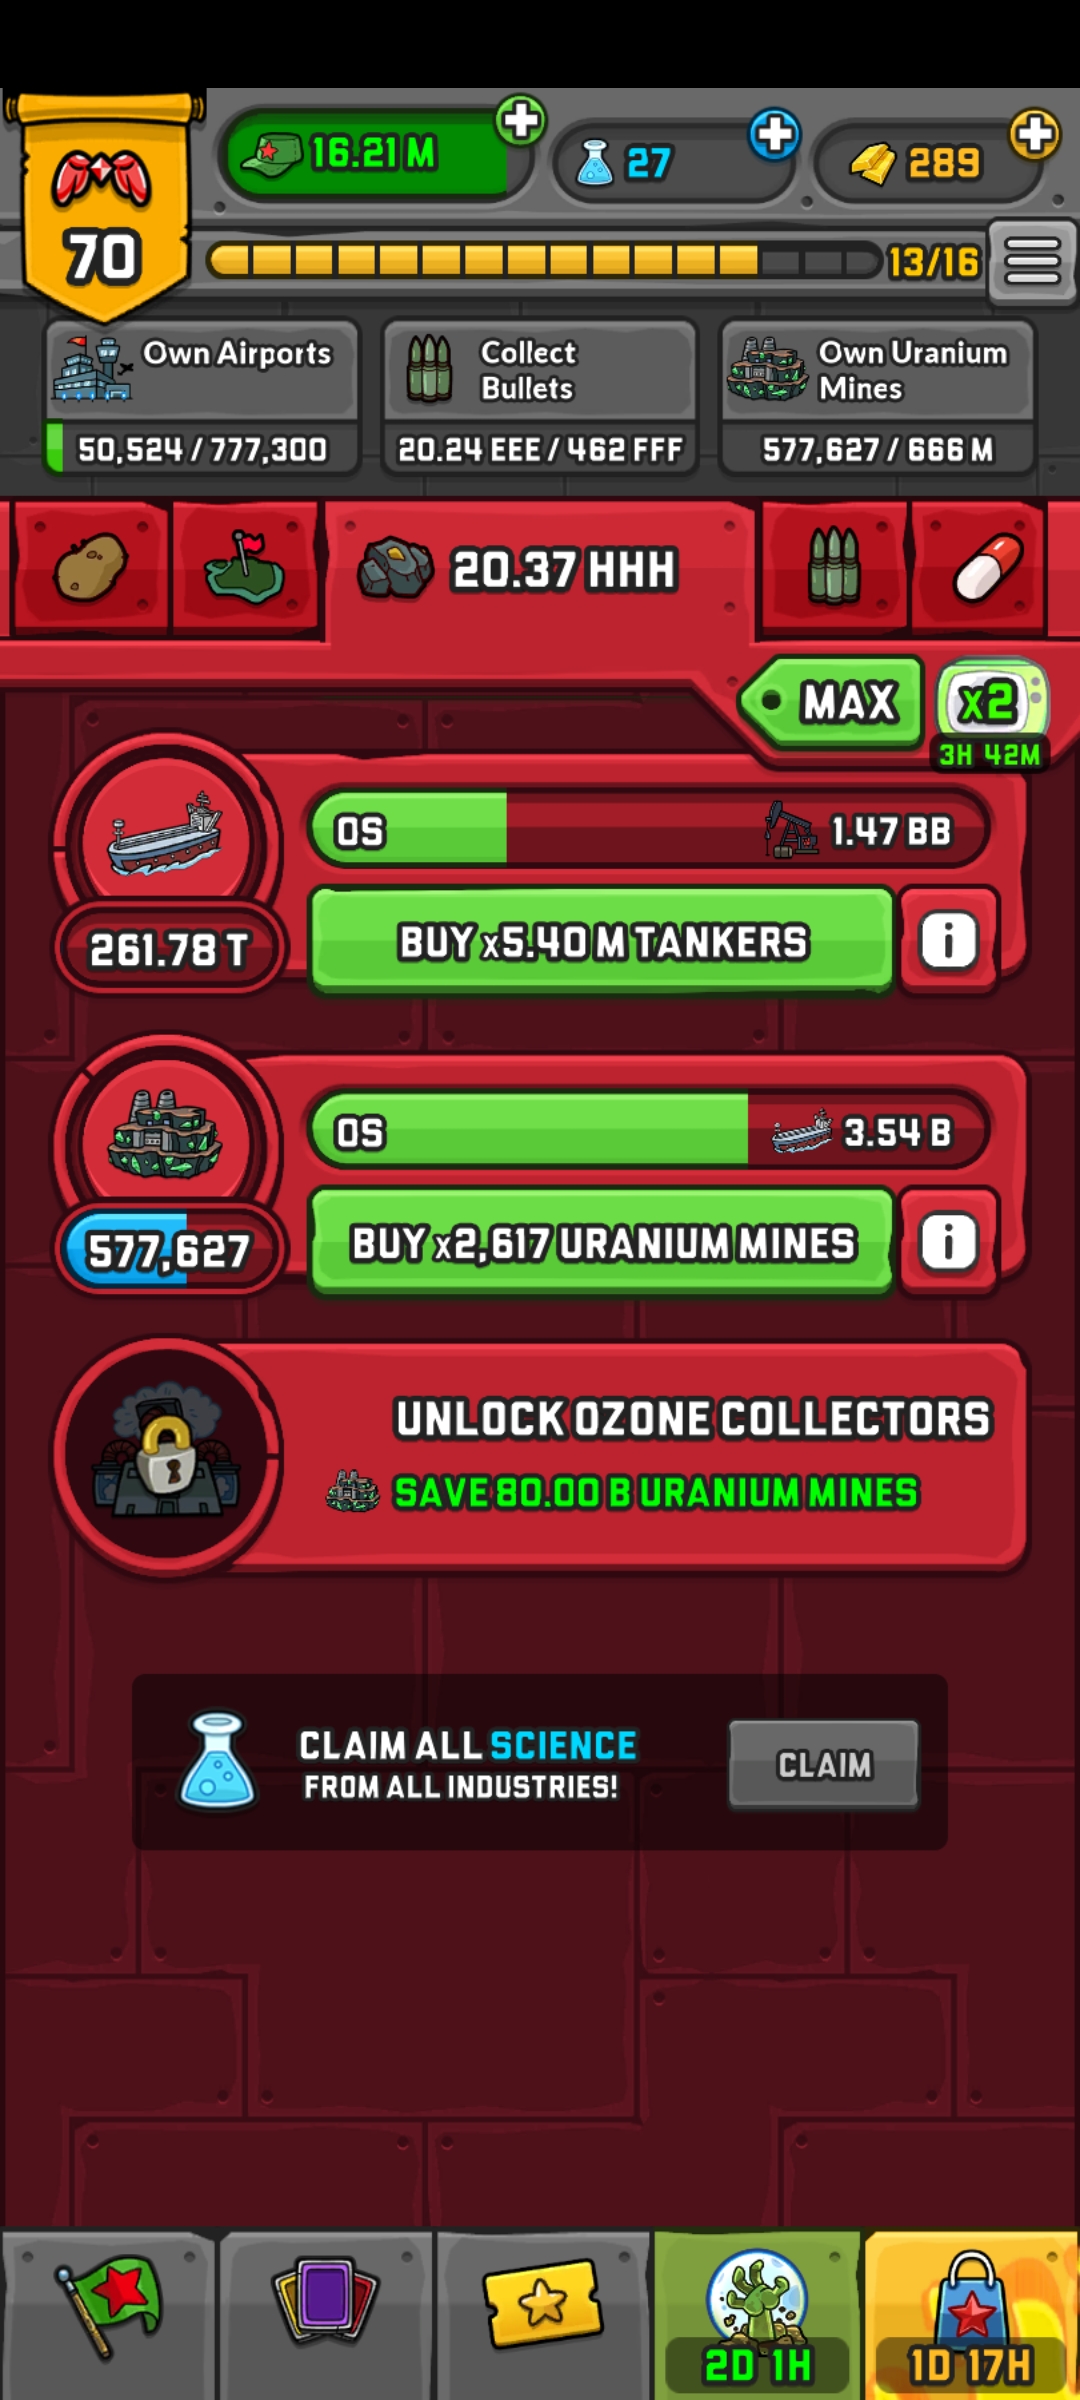 16.21 M
27
289
70
13/16
Own Airports
50,524 / 777,300
Collect
Bullets
20.24 EEE / 462 FFF
Own Uranium
Mines
577,627 / 666 M
20.37 HHH
MAX
x2
3H 42M
0S
1.47 BB
261.78 T
BUY x5.40 M TANKERS
i
0S
3.54 B
577,627
BUY x2,617 URANIUM MINES
i
UNLOCK OZONE COLLECTORS
SAVE 80.00 B URANIUM MINES
CLAIM ALL SCIENCE
FROM ALL INDUSTRIES!
CLAIM
2D 1H
1D 17H